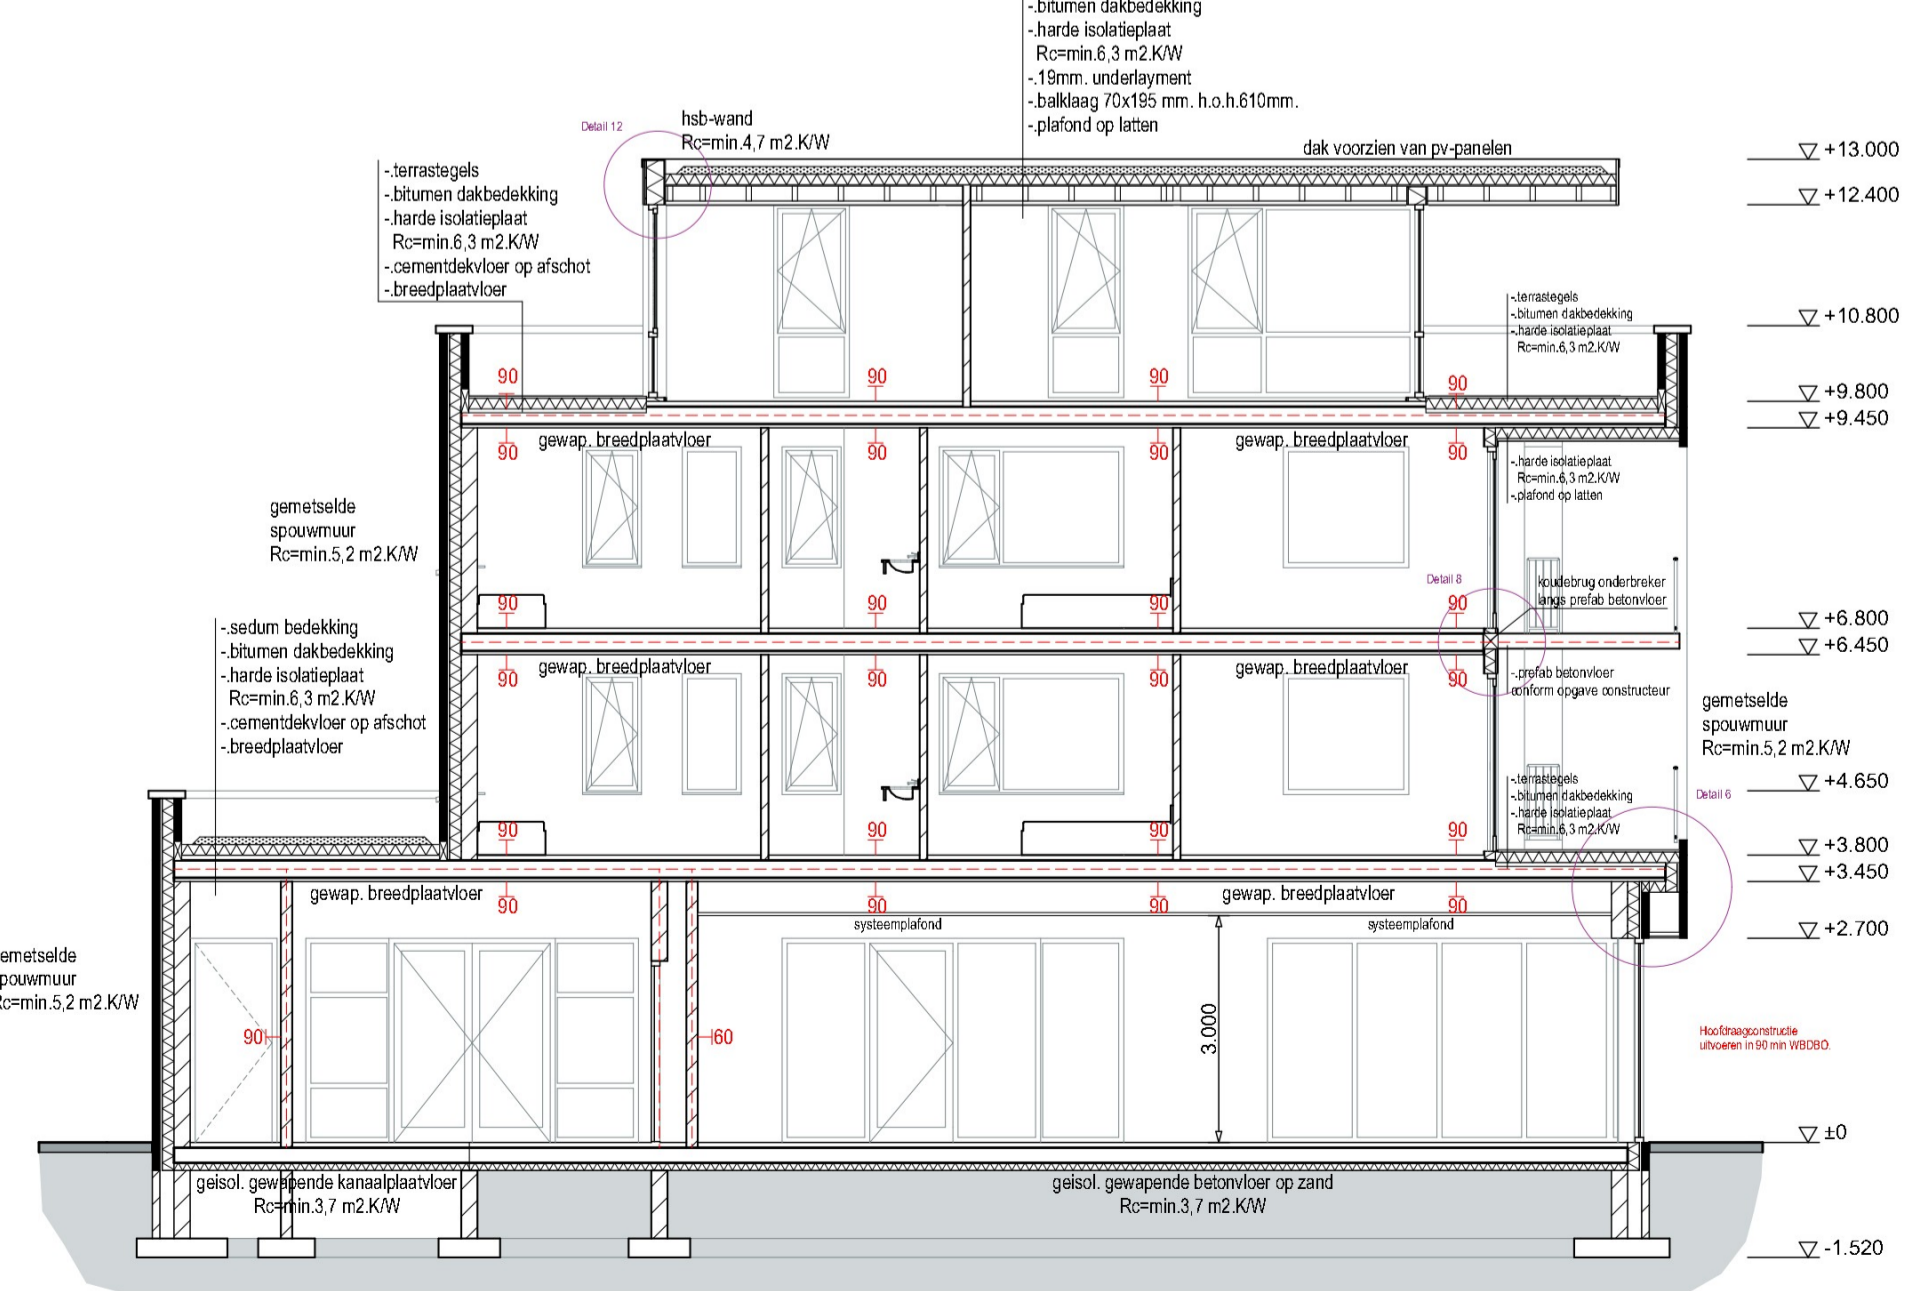 -.bitumen dakbedekking
-.harde isolatieplaat
Rc=min.6,3 m2.K/W
-.19mm. underlayment
-.balklaag 70x195 mm. h.o.h.610mm.
-.plafond op latten
Detail 12
hsb-wand
Rc=min.4,7 m2.K/W
dak voorzien van pv-panelen
+13.000
+12.400
-.terrastegels
-.bitumen dakbedekking
-.harde isolatieplaat
Rc=min.6,3 m2.K/W
-.cementdekvloer op afschot
-.breedplaatvloer
-.terrastegels
-.bitumen dakbedekking
-.harde isolatieplaat
Rc=min.6,3 m2.K/W
+10.800
90
90
90
90
+9.800
+9.450
90
gewap. breedplaatvloer
90
90
gewap. breedplaatvloer
90
-.harde isolatieplaat
Rc=min.6,3 m2.K/W
-.plafond op latten
gemetselde
spouwmuur
Rc=min.5,2 m2.K/W
Detail 8
koudebrug onderbreker
langs prefab betonvloer
90
90
90
90
+6.800
+6.450
90
gewap. breedplaatvloer
90
90
gewap. breedplaatvloer
90
-.prefab betonvloer
conform opgave constructeur
-.sedum bedekking
-.bitumen dakbedekking
-.harde isolatieplaat
Rc=min.6,3 m2.K/W
-.cementdekvloer op afschot
-.breedplaatvloer
gemetselde
spouwmuur
Rc=min.5,2 m2.K/W
-.terrastegels
-.bitumen dakbedekking
-.harde isolatieplaat
Rc=min.6,3 m2.K/W
+4.650
Detail 6
90
90
90
90
+3.800
+3.450
gewap. breedplaatvloer
90
90
90
gewap. breedplaatvloer
90
systeemplafond
systeemplafond
+2.700
emetselde
pouwmuur
Rc=min.5,2 m2.K/W
90
60
3.000
Hoofdraagconstructie
uitvoeren in 90 min WBDBO.
±0
geisol. gewapende kanaalplaatvloer
Rc=min.3,7 m2.K/W
geisol. gewapende betonvloer op zand
Rc=min.3,7 m2.K/W
-1.520